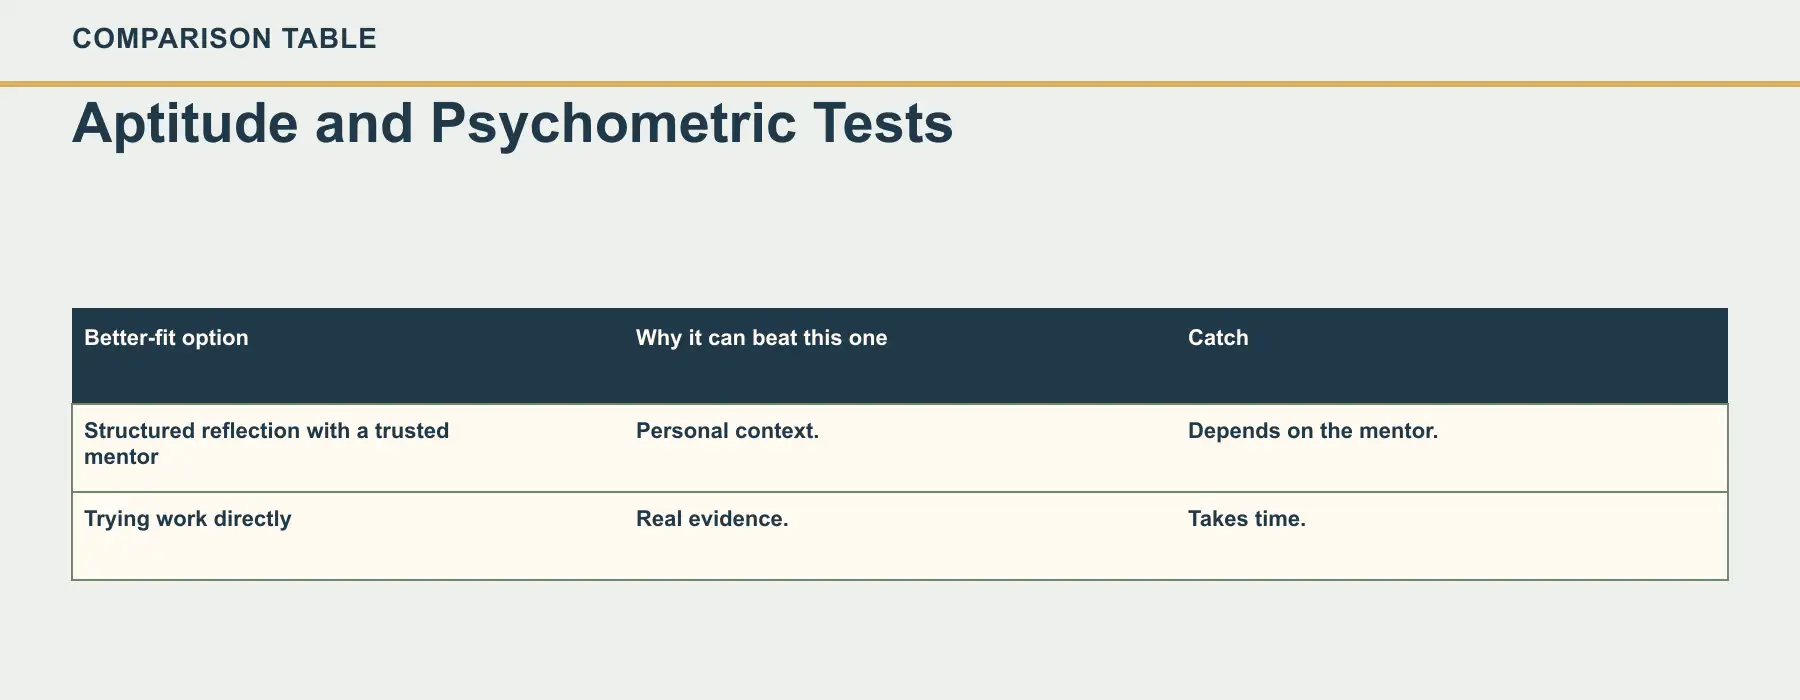 COMPARISON TABLE
Aptitude and Psychometric Tests
Better-fit option
Why it can beat this one
Catch
Structured reflection with a trusted
mentor
Personal context.
Depends on the mentor.
Trying work directly
Real evidence.
Takes time.